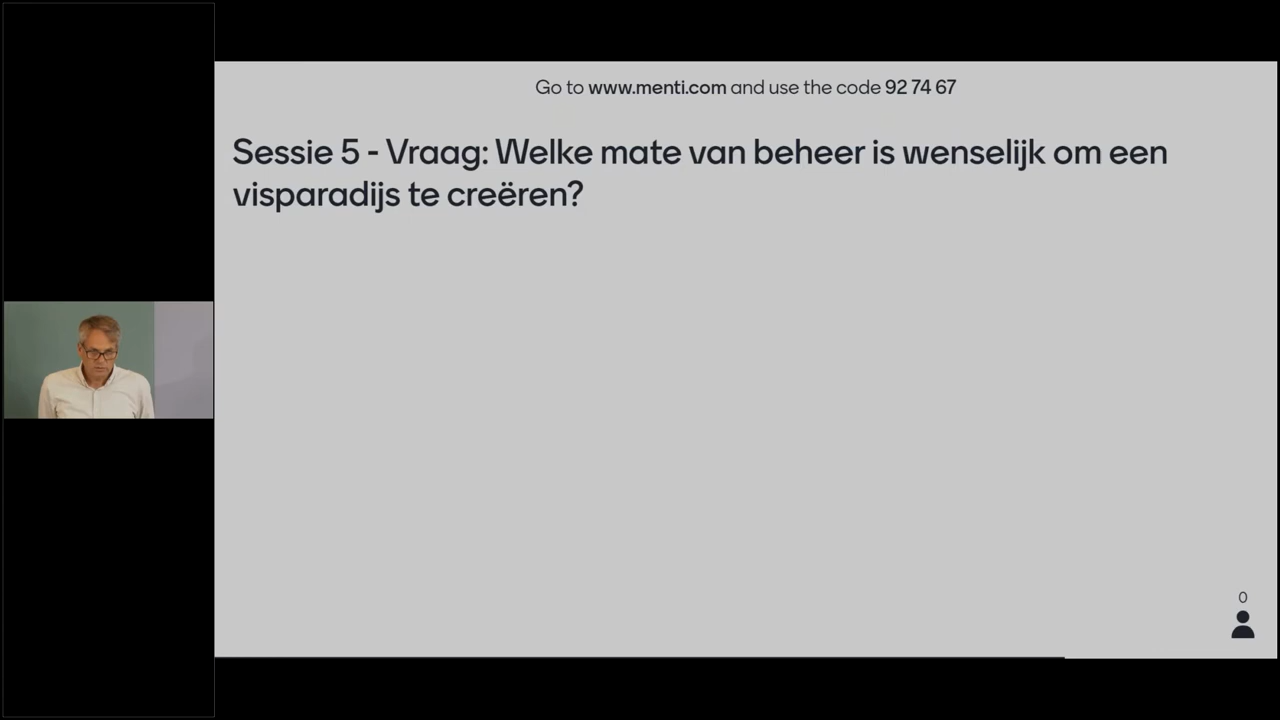 Go to www.menti.com and use the code 92 74 67
Sessie 5 - Vraag: Welke mate van beheer is wenselijk om een
visparadijs te creëren?
0